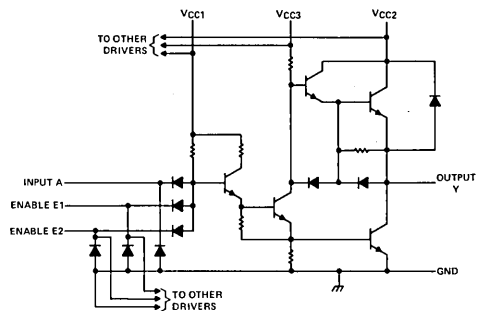 VCC1 VCC3 VCC2
TO OTHER
DRIVERS
INPUT A
ENABLE E1
ENABLE E2
OUTPUT
Y
GND
TO OTHER
DRIVERS